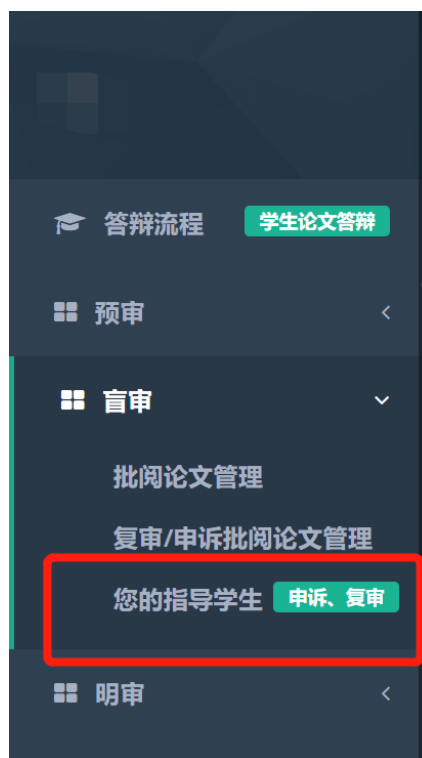 答辩流程 学生论文答辩
预审
盲审
批阅论文管理
复审/申诉批阅论文管理
您的指导学生 申诉、复审
明审